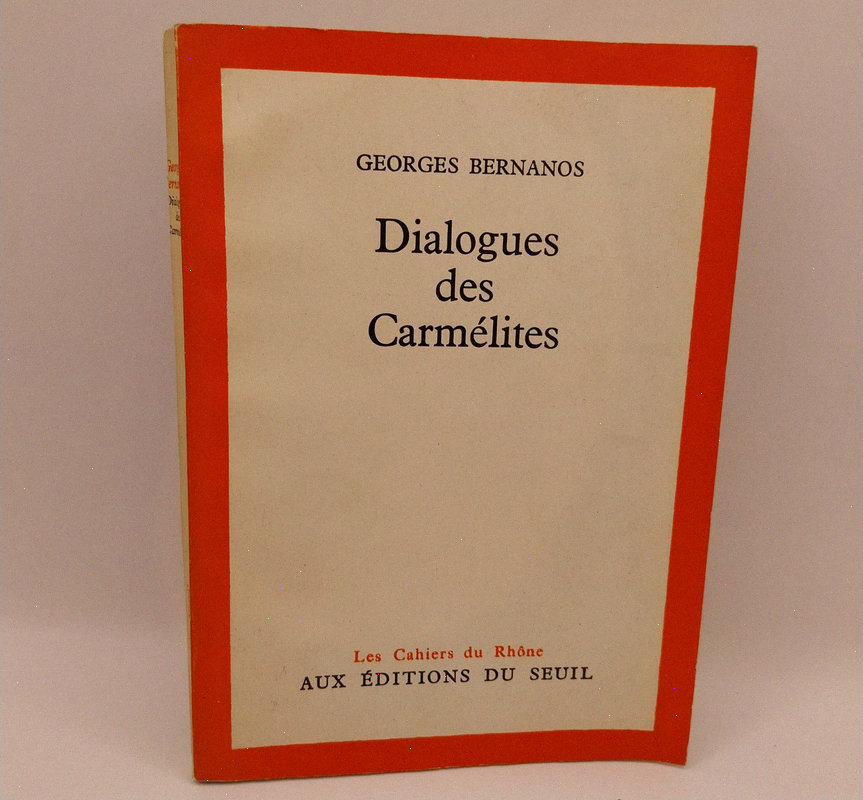 GEORGES BERNANOS
Dialogues
des
Carmélites
Les Cahiers du Rhône
AUX ÉDITIONS DU SEUIL